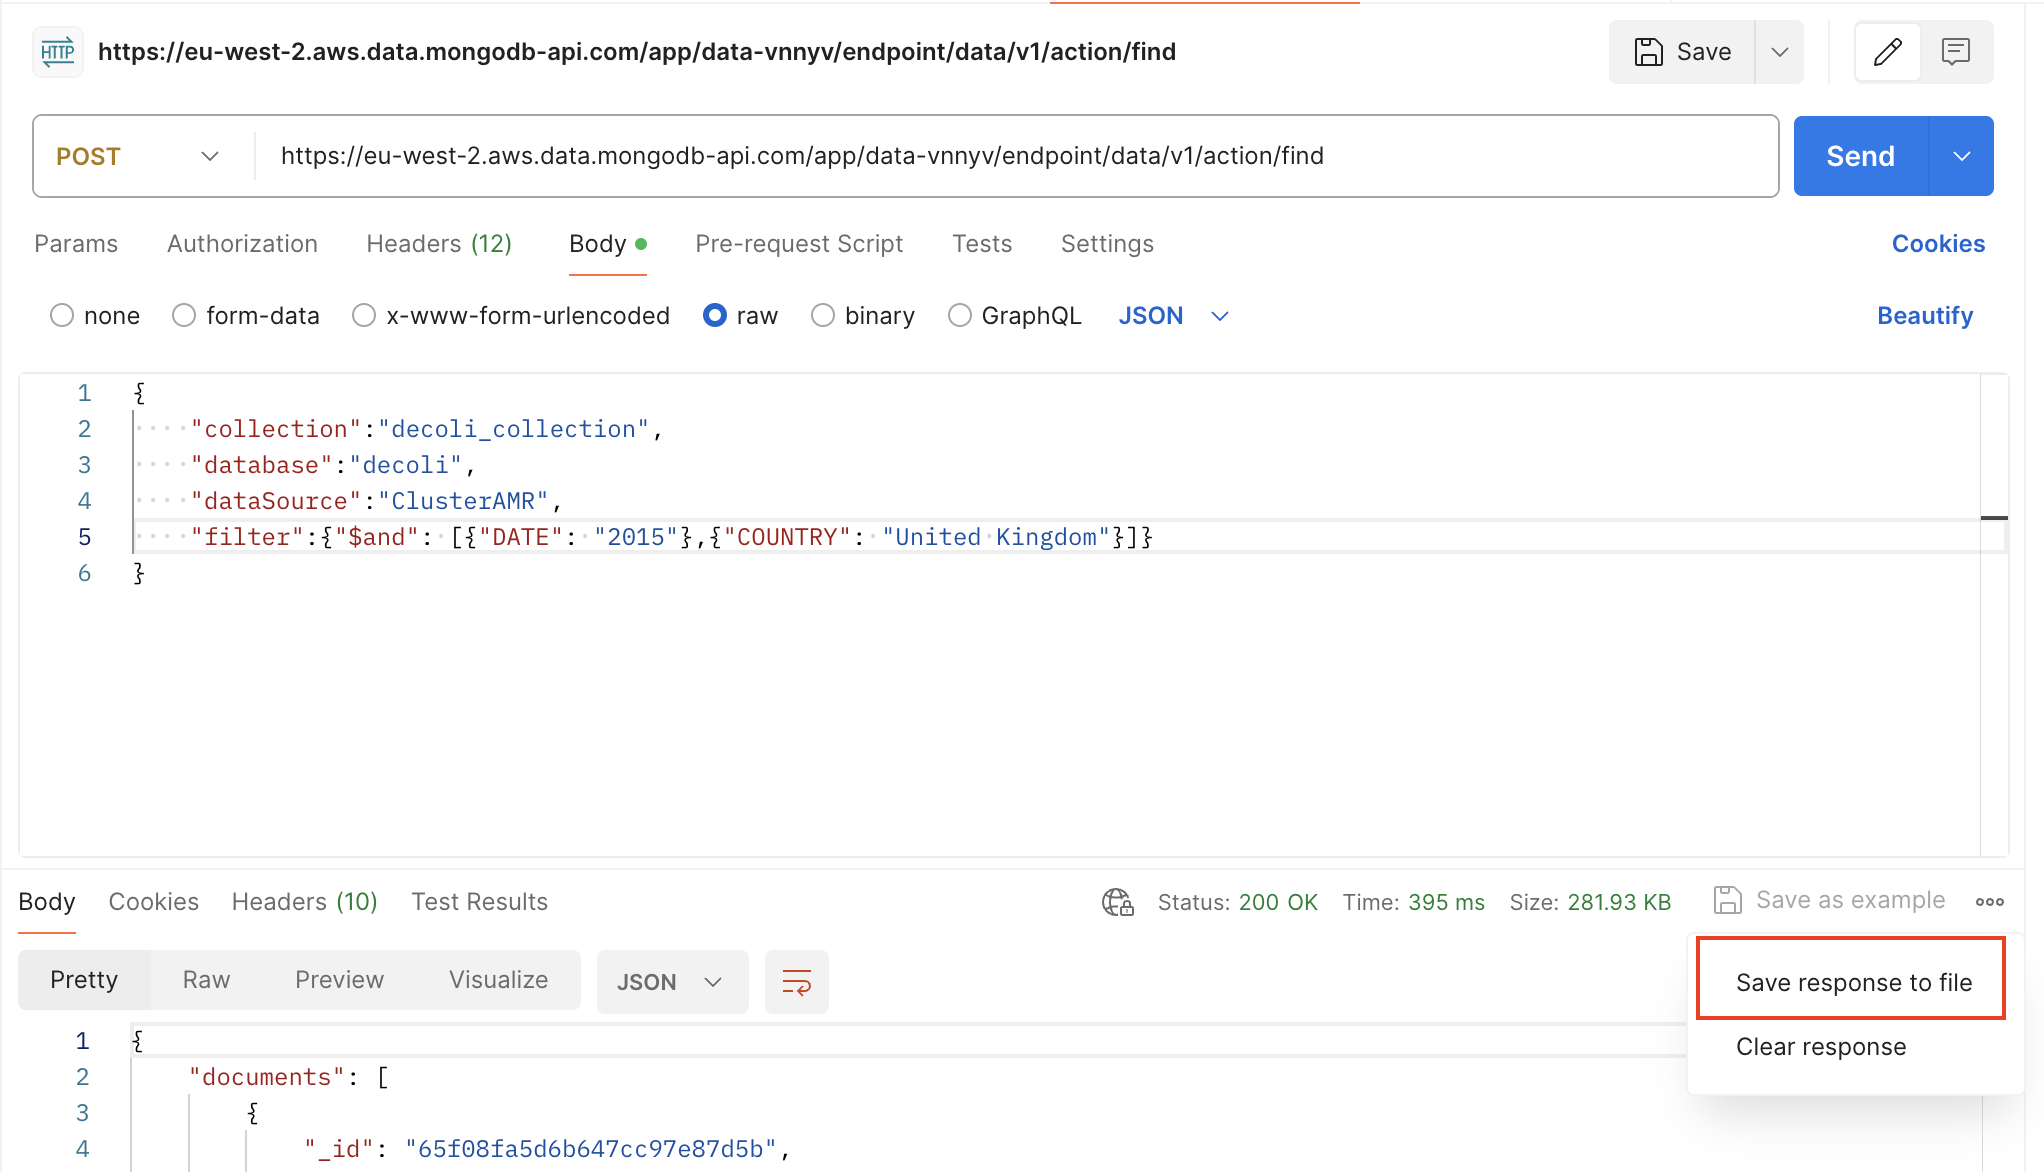 HTTP https://eu-west-2.aws.data.mongodb-api.com/app/data-vnnyv/endpoint/data/v1/action/find Save
POST https://eu-west-2.aws.data.mongodb-api.com/app/data-vnnyv/endpoint/data/v1/action/find Send
Params Authorization Headers (12) Body Pre-request Script Tests Settings Cookies
none form-data x-www-form-urlencoded raw binary GraphQL JSON Beautify
1 {
2 "collection":"decoli_collection",
3 "database":"decoli",
4 "dataSource":"ClusterAMR",
5 "filter":{"$and": [{"DATE": "2015"},{"COUNTRY": "United Kingdom"}]}
6 }
Body Cookies Headers (10) Test Results Status: 200 OK Time: 395 ms Size: 281.93 KB Save as example
Pretty Raw Preview Visualize JSON
Save response to file
Clear response
1 {
2 "documents": [
3 {
4 "_id": "65f08fa5d6b647cc97e87d5b",